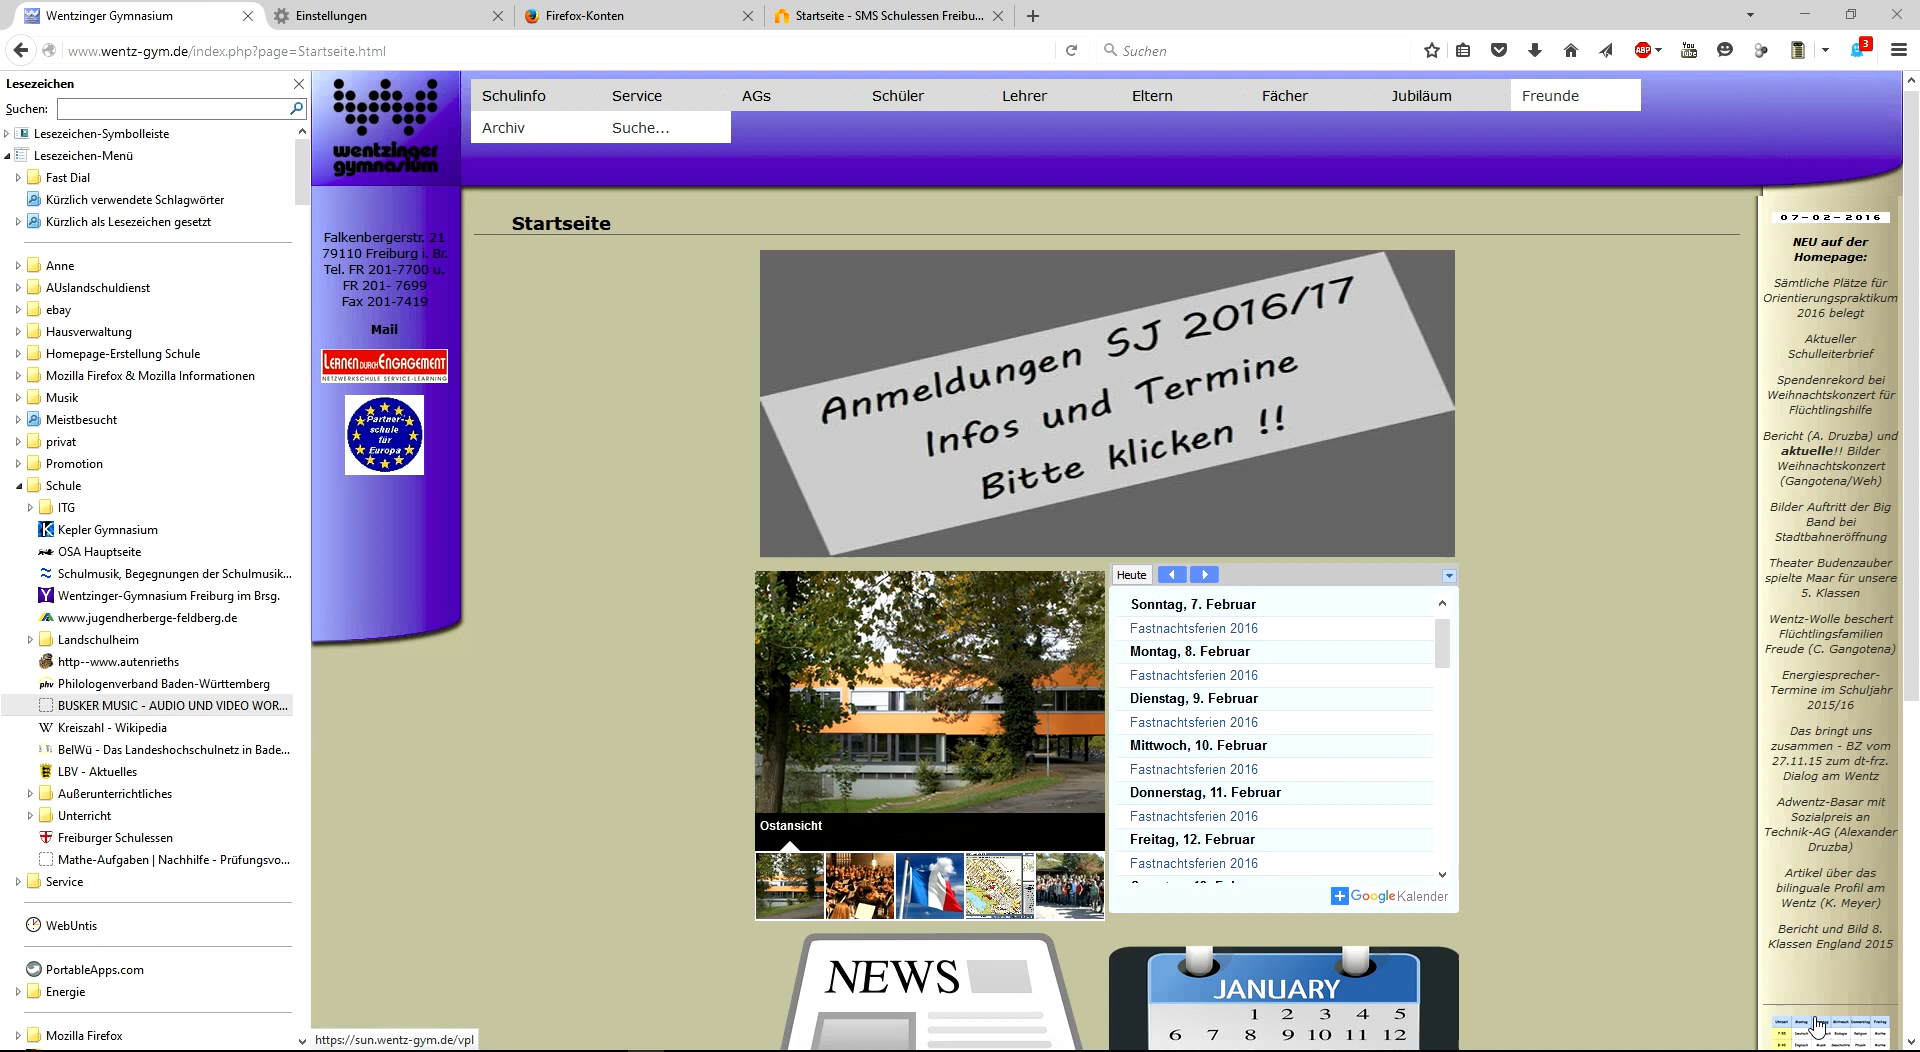 Wentzinger Gymnasium
Einstellungen
Firefox-Konten
Startseite - SMS Schulessen Freibu...
www.wentz-gym.de/index.php?page=Startseite.html
Suchen
ABP
You Tube
3
Lesezeichen
Suchen:
Lesezeichen-Symbolleiste
Lesezeichen-Menü
Fast Dial
Kürzlich verwendete Schlagwörter
Kürzlich als Lesezeichen gesetzt
Anne
AUslandschuldienst
ebay
Hausverwaltung
Homepage-Erstellung Schule
Mozilla Firefox & Mozilla Informationen
Musik
Meistbesucht
privat
Promotion
Schule
ITG
Kepler Gymnasium
OSA Hauptseite
Schulmusik, Begegnungen der Schulmusik...
Wentzinger-Gymnasium Freiburg im Brsg.
www.jugendherberge-feldberg.de
Landschulheim
http--www.autenrieths
phv Philologenverband Baden-Württemberg
BUSKER MUSIC - AUDIO UND VIDEO WOR...
W Kreiszahl - Wikipedia
BelWü - Das Landeshochschulnetz in Bade...
LBV - Aktuelles
Außerunterrichtliches
Unterricht
Freiburger Schulessen
Mathe-Aufgaben | Nachhilfe - Prüfungsvo...
Service
WebUntis
PortableApps.com
Energie
Mozilla Firefox
https://sun.wentz-gym.de/vpl
wentzinger
gymnasium
Schulinfo Service AGs Schüler Lehrer Eltern Fächer Jubiläum Freunde
Archiv Suche...
Falkenbergerstr. 21
79110 Freiburg i. Br.
Tel. FR 201-7700 u.
FR 201- 7699
Fax 201-7419
Mail
LERNEN DURCH ENGAGEMENT
NETZWERKSCHULE SERVICE-LEARNING
Partner-
schule
für
Europa
Startseite
Anmeldungen SJ 2016/17
Infos und Termine
Bitte klicken !!
Ostansicht
Heute
Sonntag, 7. Februar
Fastnachtsferien 2016
Montag, 8. Februar
Fastnachtsferien 2016
Dienstag, 9. Februar
Fastnachtsferien 2016
Mittwoch, 10. Februar
Fastnachtsferien 2016
Donnerstag, 11. Februar
Fastnachtsferien 2016
Freitag, 12. Februar
Fastnachtsferien 2016
Google Kalender
NEWS
JANUARY
1 2 3 4 5
6 7 8 9 10 11 12
07-02-2016
NEU auf der
Homepage:
Sämtliche Plätze für
Orientierungspraktikum
2016 belegt
Aktueller
Schulleiterbrief
Spendenrekord bei
Weihnachtskonzert für
Flüchtlingshilfe
Bericht (A. Druzba) und
aktuelle!! Bilder
Weihnachtskonzert
(Gangotena/Weh)
Bilder Auftritt der Big
Band bei
Stadtbahneröffnung
Theater Budenzauber
spielte Maar für unsere
5. Klassen
Wentz-Wolle beschert
Flüchtlingsfamilien
Freude (C. Gangotena)
Energiesprecher-
Termine im Schuljahr
2015/16
Das bringt uns
zusammen - BZ vom
27.11.15 zum dt-frz.
Dialog am Wentz
Adwentz-Basar mit
Sozialpreis an
Technik-AG (Alexander
Druzba)
Artikel über das
bilinguale Profil am
Wentz (K. Meyer)
Bericht und Bild 8.
Klassen England 2015